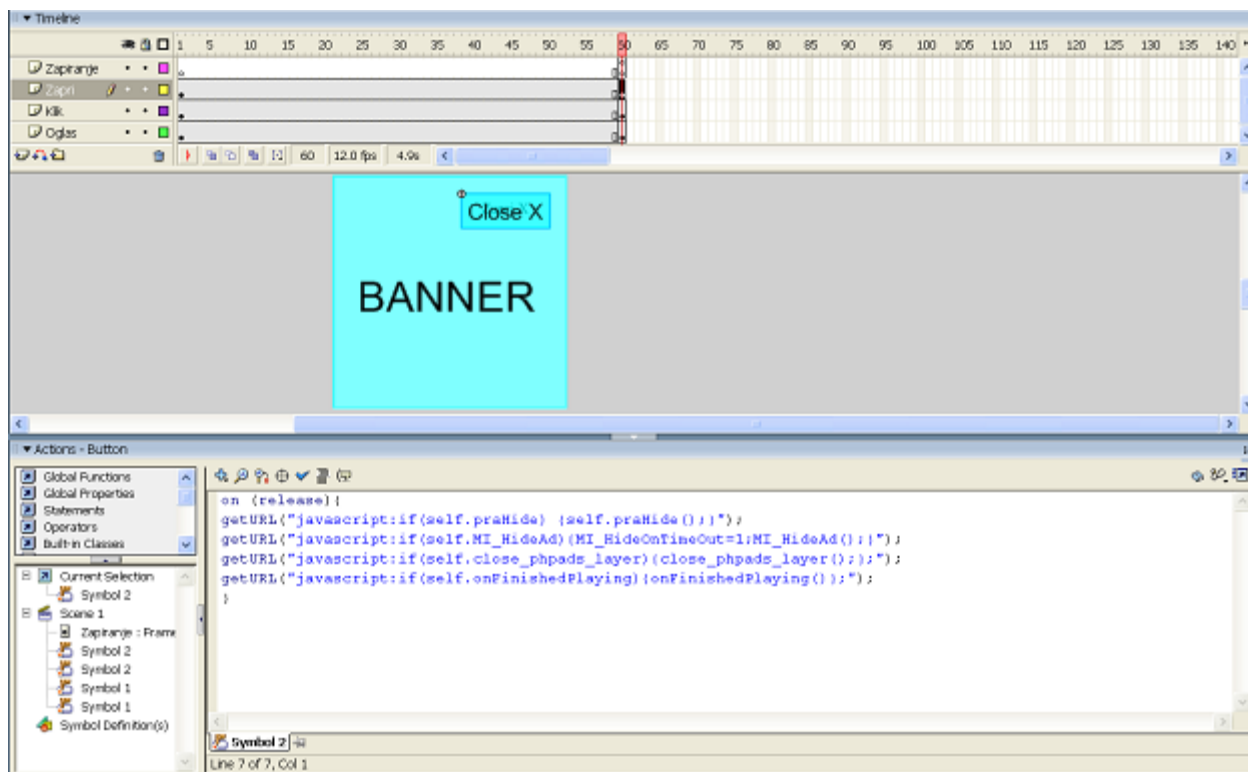 Timeline
1 5 10 15 20 25 30 35 40 45 50 55 60 65 70 75 80 85 90 95 100 105 110 115 120 125 130 135 140
Zapiranje
Zapri
Klik
Oglas
60 12.0 fps 4.9s
Close X
BANNER
Actions - Button
Global Functions
Global Properties
Statements
Operators
Built-in Classes
Current Selection
Symbol 2
Scene 1
Zapiranje : Frame
Symbol 2
Symbol 2
Symbol 1
Symbol 1
Symbol Definition(s)
on (release){
getURL("javascript:if(self.praHide) {self.praHide();}");
getURL("javascript:if(self.MI_HideAd){MI_HideOnTimeOut=1;MI_HideAd();}");
getURL("javascript:if(self.close_phpads_layer){close_phpads_layer();};");
getURL("javascript:if(self.onFinishedPlaying){onFinishedPlaying()};");
}
Symbol 2
Line 7 of 7, Col 1